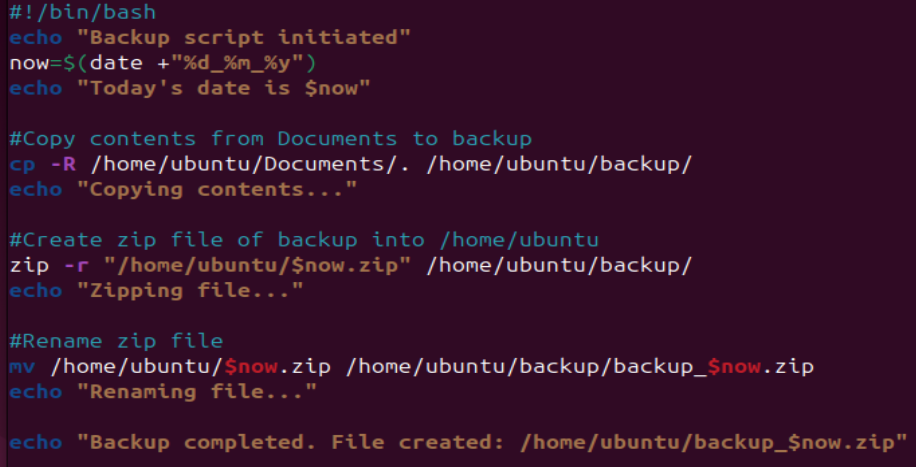 #!/bin/bash
echo "Backup script initiated"
now=$(date +"%d_%m_%y")
echo "Today's date is $now"
#Copy contents from Documents to backup
cp -R /home/ubuntu/Documents/. /home/ubuntu/backup/
echo "Copying contents..."
#Create zip file of backup into /home/ubuntu
zip -r "/home/ubuntu/$now.zip" /home/ubuntu/backup/
echo "Zipping file..."
#Rename zip file
mv /home/ubuntu/$now.zip /home/ubuntu/backup/backup_$now.zip
echo "Renaming file..."
echo "Backup completed. File created: /home/ubuntu/backup_$now.zip"